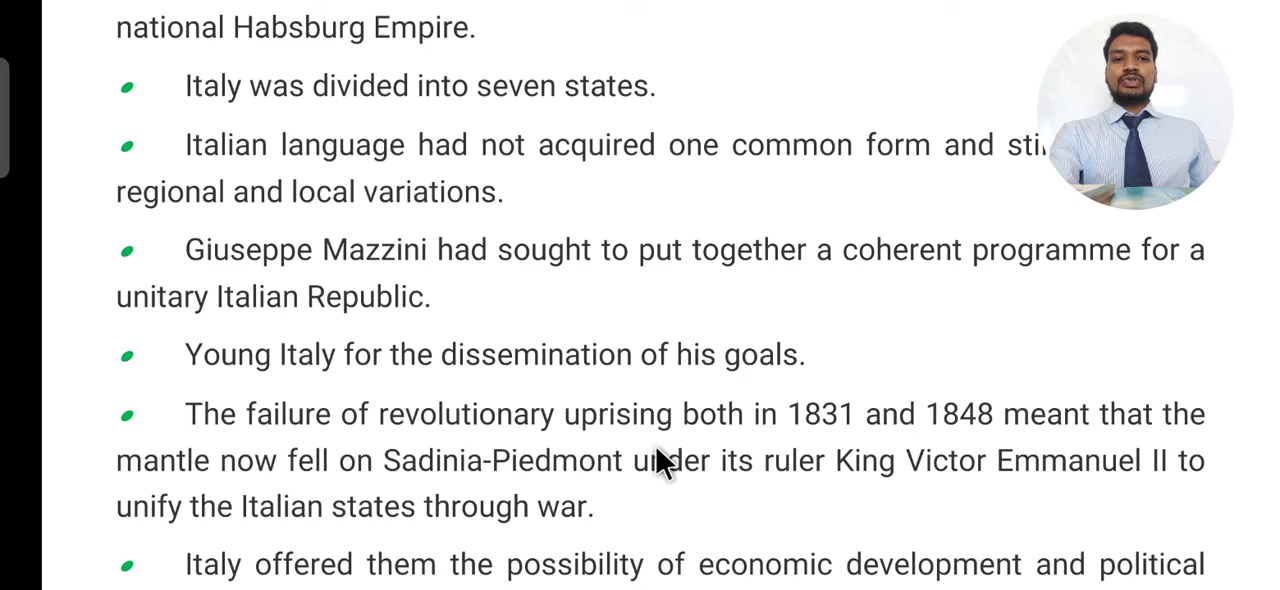 national Habsburg Empire.
Italy was divided into seven states.
Italian language had not acquired one common form and
regional and local variations.
Giuseppe Mazzini had sought to put together a coherent programme for a
unitary Italian Republic.
Young Italy for the dissemination of his goals.
The failure of revolutionary uprising both in 1831 and 1848 meant that the
mantle now fell on Sadinia-Piedmont under its ruler King Victor Emmanuel II to
unify the Italian states through war.
Italy offered them the possibility of economic development and political